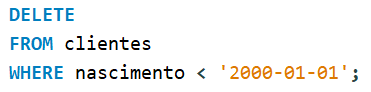 DELETE
FROM clientes
WHERE nascimento < '2000-01-01';